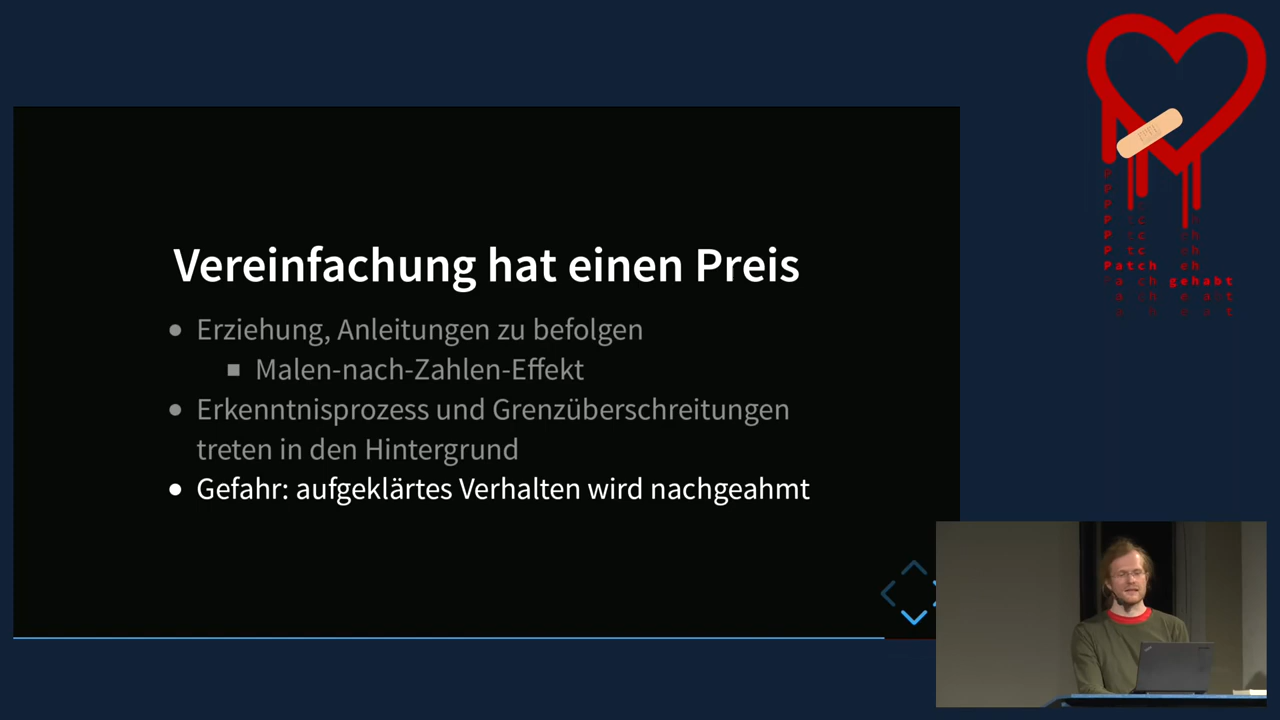 Vereinfachung hat einen Preis
Erziehung, Anleitungen zu befolgen
Malen-nach-Zahlen-Effekt
Erkenntnisprozess und Grenzüberschreitungen
treten in den Hintergrund
Gefahr: aufgeklärtes Verhalten wird nachgeahmt
Patch
gehabt